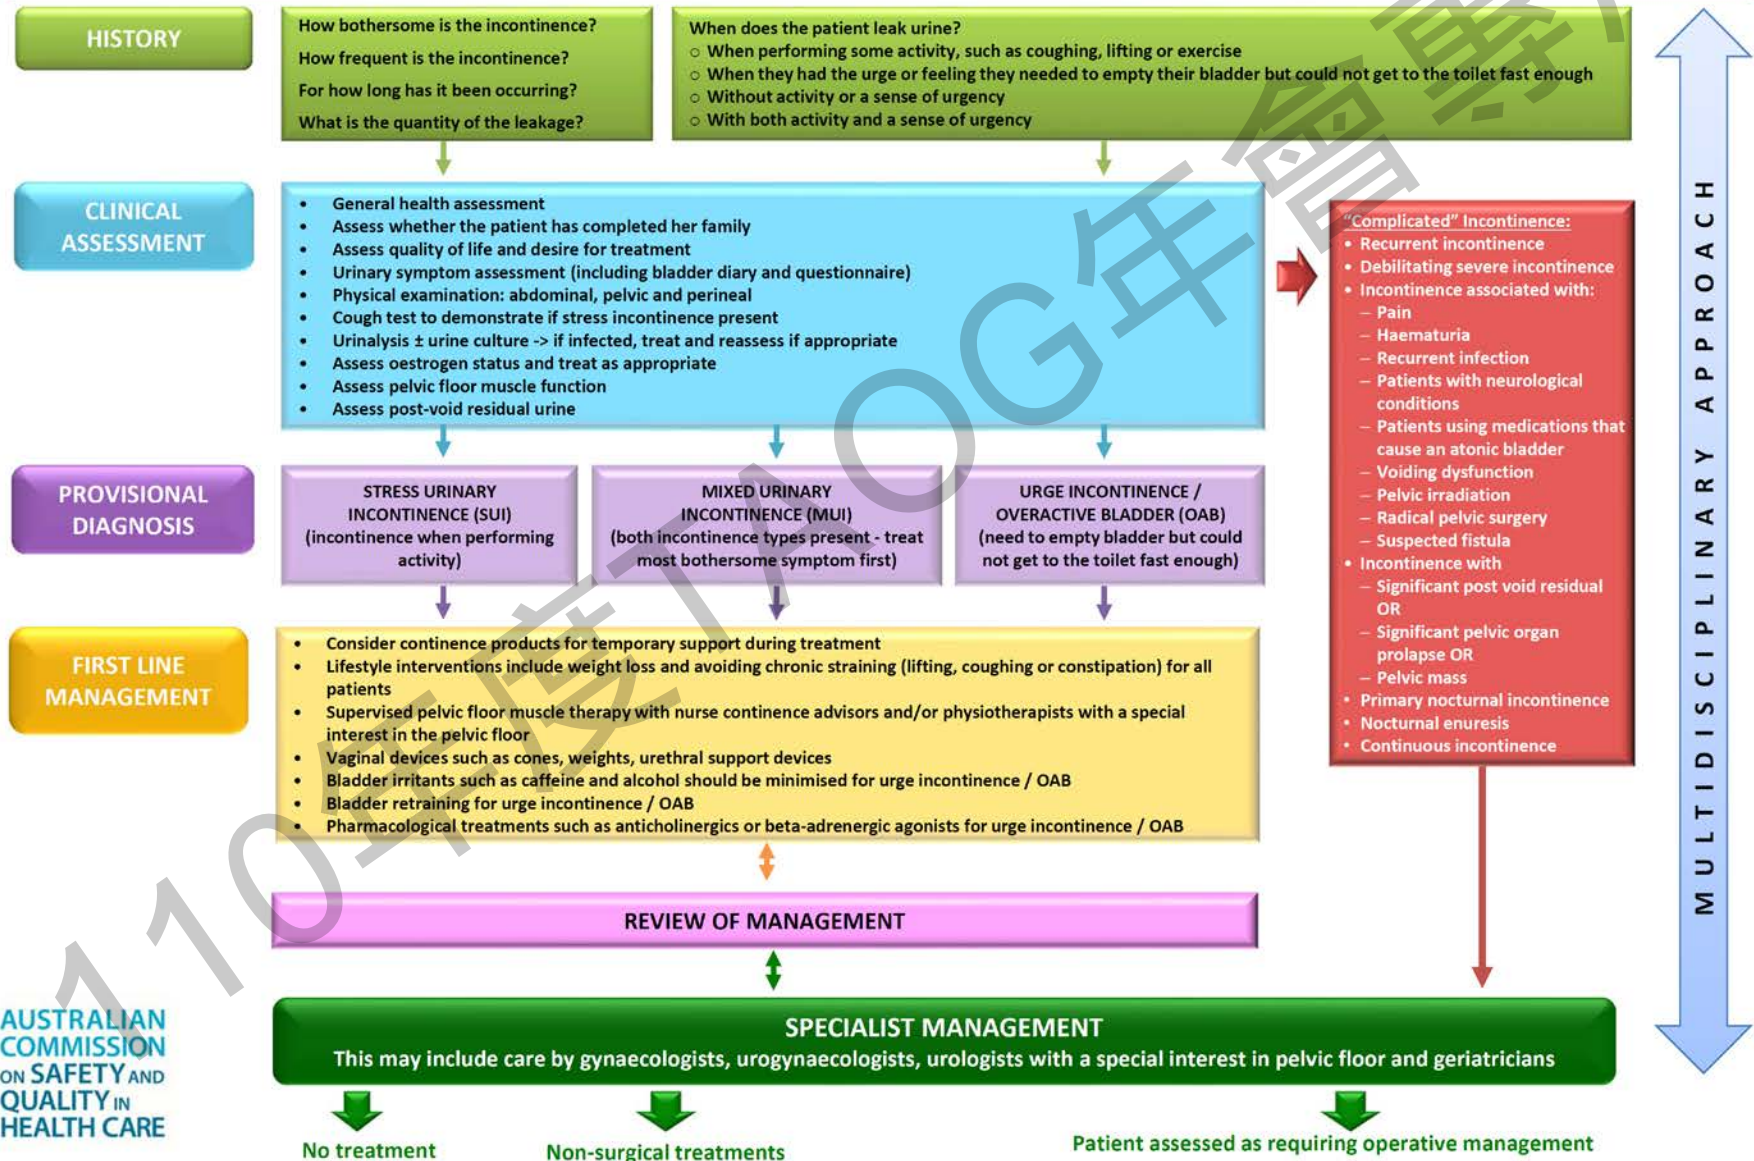 HISTORY
How bothersome is the incontinence?
How frequent is the incontinence?
For how long has it been occurring?
What is the quantity of the leakage?
When does the patient leak urine?
○ When performing some activity, such as coughing, lifting or exercise
○ When they had the urge or feeling they needed to empty their bladder but could not get to the toilet fast enough
○ Without activity or a sense of urgency
○ With both activity and a sense of urgency
CLINICAL
ASSESSMENT
• General health assessment
• Assess whether the patient has completed her family
• Assess quality of life and desire for treatment
• Urinary symptom assessment (including bladder diary and questionnaire)
• Physical examination: abdominal, pelvic and perineal
• Cough test to demonstrate if stress incontinence present
• Urinalysis ± urine culture -> if infected, treat and reassess if appropriate
• Assess oestrogen status and treat as appropriate
• Assess pelvic floor muscle function
• Assess post-void residual urine
"Complicated" Incontinence:
• Recurrent incontinence
• Debilitating severe incontinence
• Incontinence associated with:
– Pain
– Haematuria
– Recurrent infection
– Patients with neurological
conditions
– Patients using medications that
cause an atonic bladder
– Voiding dysfunction
– Pelvic irradiation
– Radical pelvic surgery
– Suspected fistula
• Incontinence with
– Significant post void residual
OR
– Significant pelvic organ
prolapse OR
– Pelvic mass
• Primary nocturnal incontinence
• Nocturnal enuresis
• Continuous incontinence
MULTIDISCIPLINARY APPROACH
PROVISIONAL
DIAGNOSIS
STRESS URINARY
INCONTINENCE (SUI)
(incontinence when performing
activity)
MIXED URINARY
INCONTINENCE (MUI)
(both incontinence types present - treat
most bothersome symptom first)
URGE INCONTINENCE /
OVERACTIVE BLADDER (OAB)
(need to empty bladder but could
not get to the toilet fast enough)
FIRST LINE
MANAGEMENT
• Consider continence products for temporary support during treatment
• Lifestyle interventions include weight loss and avoiding chronic straining (lifting, coughing or constipation) for all
patients
• Supervised pelvic floor muscle therapy with nurse continence advisors and/or physiotherapists with a special
interest in the pelvic floor
• Vaginal devices such as cones, weights, urethral support devices
• Bladder irritants such as caffeine and alcohol should be minimised for urge incontinence / OAB
• Bladder retraining for urge incontinence / OAB
• Pharmacological treatments such as anticholinergics or beta-adrenergic agonists for urge incontinence / OAB
REVIEW OF MANAGEMENT
SPECIALIST MANAGEMENT
This may include care by gynaecologists, urogynaecologists, urologists with a special interest in pelvic floor and geriatricians
AUSTRALIAN
COMMISSION
ON SAFETY AND
QUALITY IN
HEALTH CARE
No treatment
Non-surgical treatments
Patient assessed as requiring operative management
110年度TAOG年會專